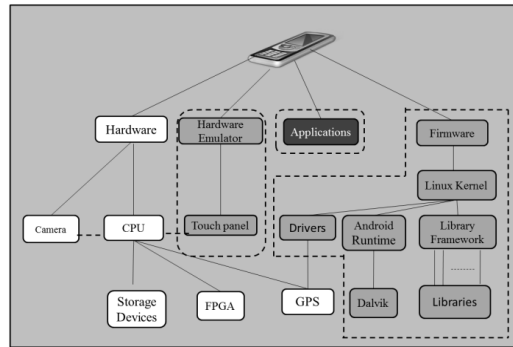 Hardware
Hardware
Emulator
Applications
Firmware
Linux Kernel
Camera
CPU
Touch panel
Drivers
Android
Runtime
Library
Framework
Storage
Devices
FPGA
GPS
Dalvik
Libraries